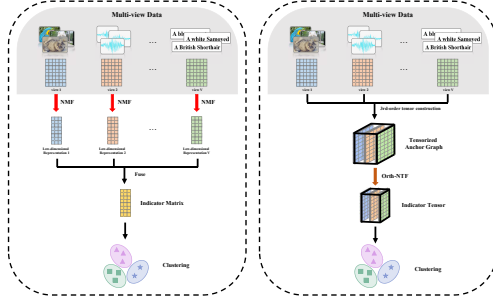 Multi-view Data
A white Samoyed
A British Shorthair
...
view 1
view 2
view V
NMF
NMF
NMF
Low-dimensional
Representation 1
Low-dimensional
Representation 2
...
Low-dimensional
Representation V
Fuse
Indicator Matrix
Clustering
Multi-view Data
A white Samoyed
A British Shorthair
...
view 1
view 2
view V
3rd-order tensor construction
Tensorized
Anchor Graph
Orth-NTF
Indicator Tensor
Clustering